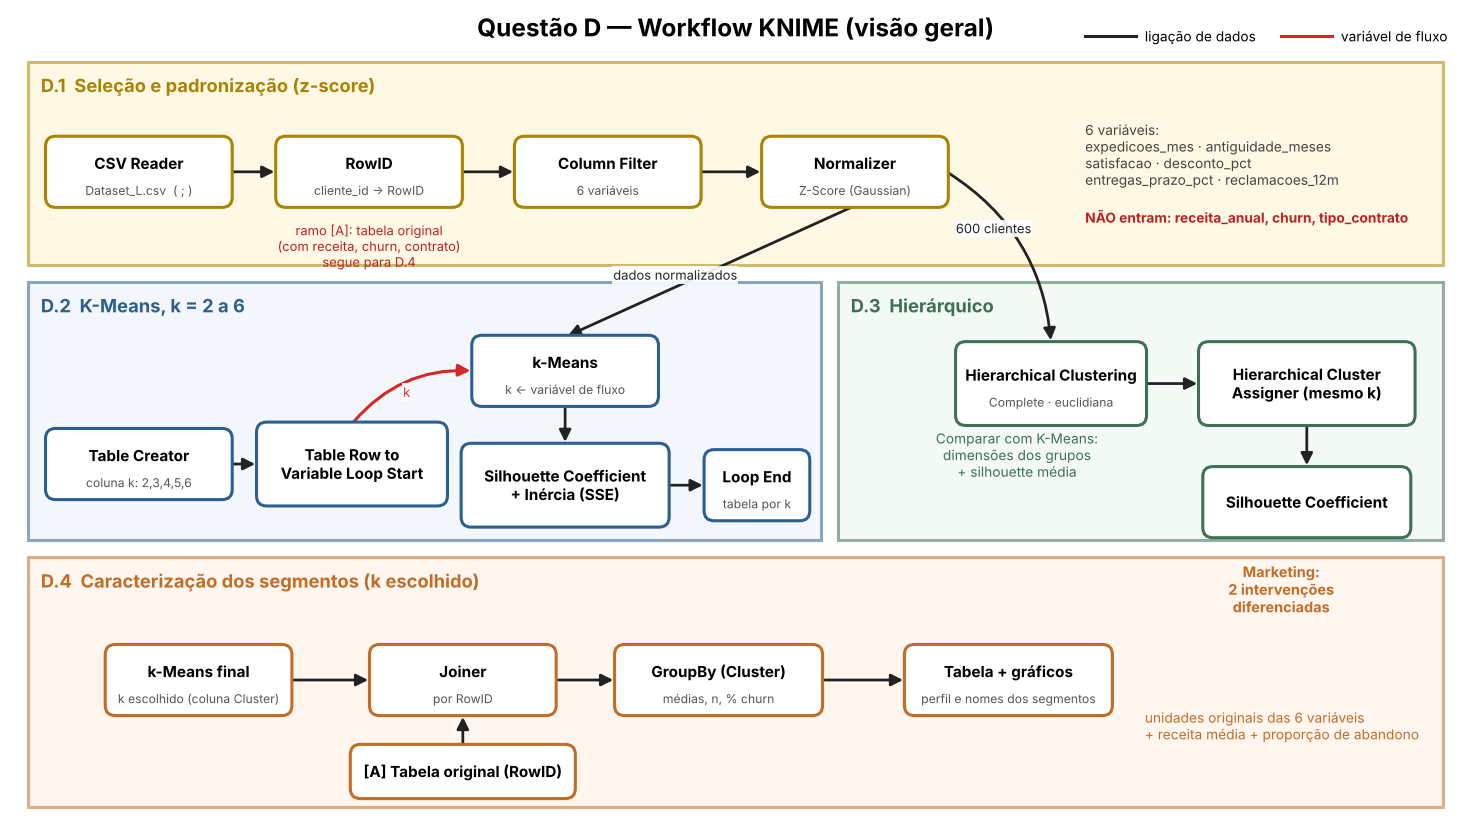 Questão D — Workflow KNIME (visão geral)
ligação de dados
variável de fluxo
D.1 Seleção e padronização (z-score)
CSV Reader
Dataset_L.csv ( ; )
RowID
cliente_id → RowID
Column Filter
6 variáveis
Normalizer
Z-Score (Gaussian)
6 variáveis:
expedicoes_mes · antiguidade_meses
satisfacao · desconto_pct
entregas_prazo_pct · reclamacoes_12m
NÃO entram: receita_anual, churn, tipo_contrato
ramo [A]: tabela original
(com receita, churn, contrato)
segue para D.4
600 clientes
dados normalizados
D.2 K-Means, k = 2 a 6
k-Means
k ← variável de fluxo
k
Table Creator
coluna k: 2,3,4,5,6
Table Row to
Variable Loop Start
Silhouette Coefficient
+ Inércia (SSE)
Loop End
tabela por k
D.3 Hierárquico
Hierarchical Clustering
Complete · euclidiana
Hierarchical Cluster
Assigner (mesmo k)
Comparar com K-Means:
dimensões dos grupos
+ silhouette média
Silhouette Coefficient
D.4 Caracterização dos segmentos (k escolhido)
Marketing:
2 intervenções
diferenciadas
k-Means final
k escolhido (coluna Cluster)
Joiner
por RowID
GroupBy (Cluster)
médias, n, % churn
Tabela + gráficos
perfil e nomes dos segmentos
unidades originais das 6 variáveis
+ receita média + proporção de abandono
[A] Tabela original (RowID)